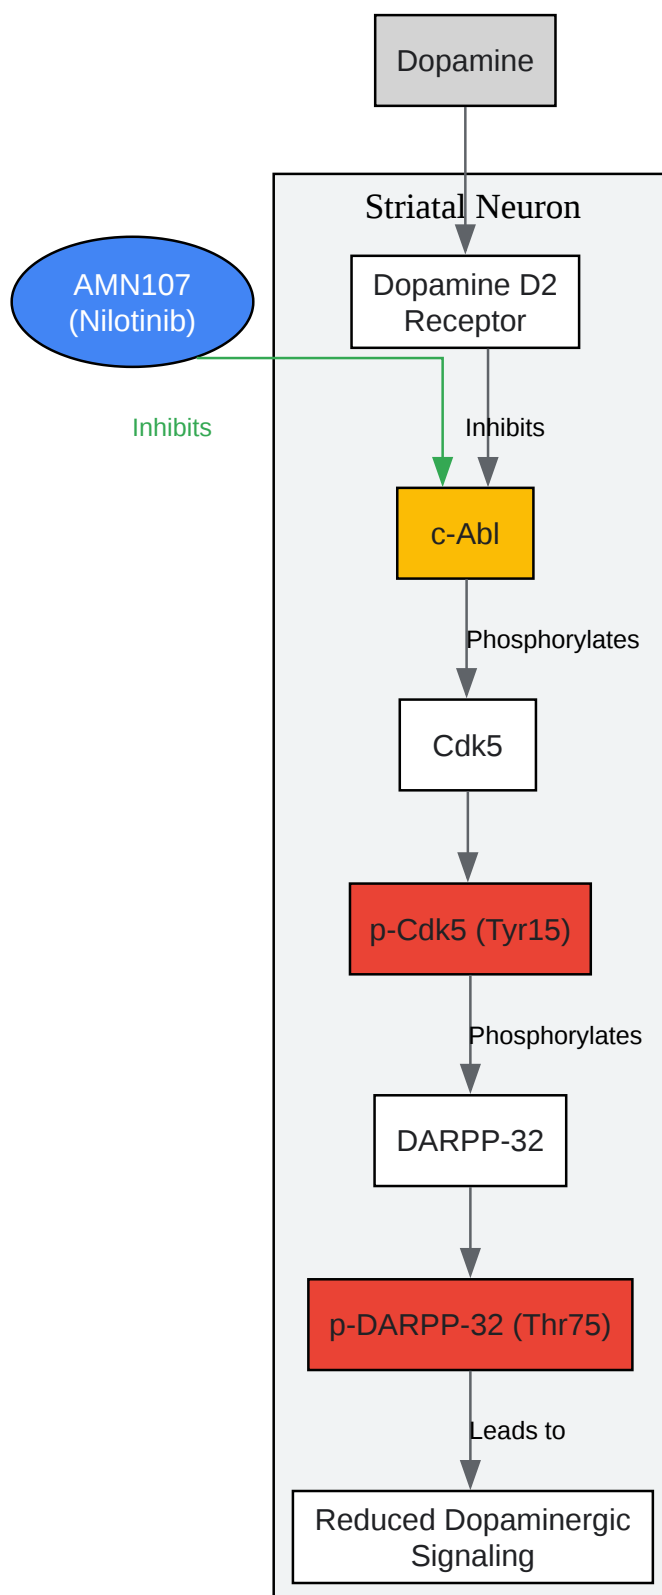 Dopamine
Striatal Neuron
AMN107
(Nilotinib)
Dopamine D2
Receptor
Inhibits
Inhibits
c-Abl
Phosphorylates
Cdk5
p-Cdk5 (Tyr15)
Phosphorylates
DARPP-32
p-DARPP-32 (Thr75)
Leads to
Reduced Dopaminergic
Signaling